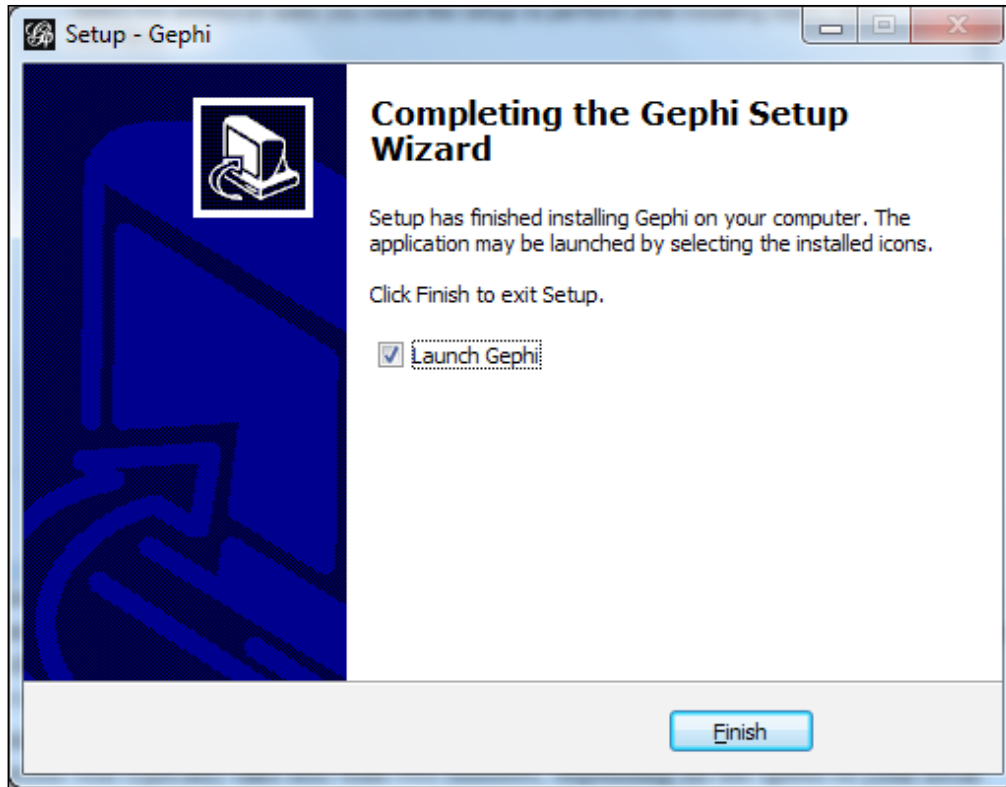 Setup - Gephi
Completing the Gephi Setup
Wizard
Setup has finished installing Gephi on your computer. The
application may be launched by selecting the installed icons.
Click Finish to exit Setup.
Launch Gephi
Finish